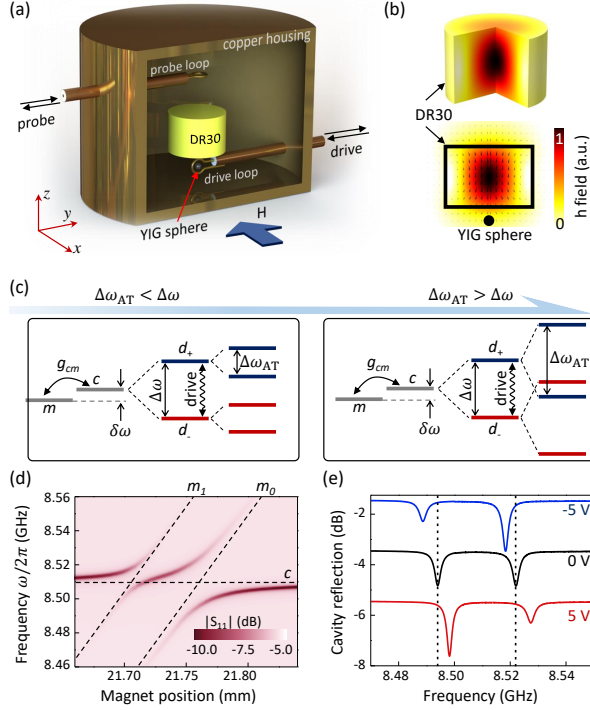 (a)
copper housing
probe loop
probe
DR30
drive
drive loop
YIG sphere
H
z
y
x
(b)
DR30
1
0
h field (a.u.)
YIG sphere
(c)
Δω_AT < Δω
Δω_AT > Δω
g_cm
c
m
δω
d_+
Δω
drive
d_-
Δω_AT
g_cm
c
m
δω
d_+
Δω
drive
d_-
Δω_AT
(d)
m_1
m_0
8.56
8.54
8.52
8.50
8.48
8.46
Frequency ω/2π (GHz)
c
|S_11| (dB)
-10.0 -7.5 -5.0
21.70 21.75 21.80
Magnet position (mm)
(e)
-2
-4
-6
-8
Cavity reflection (dB)
-5 V
0 V
5 V
8.48 8.50 8.52 8.54
Frequency (GHz)